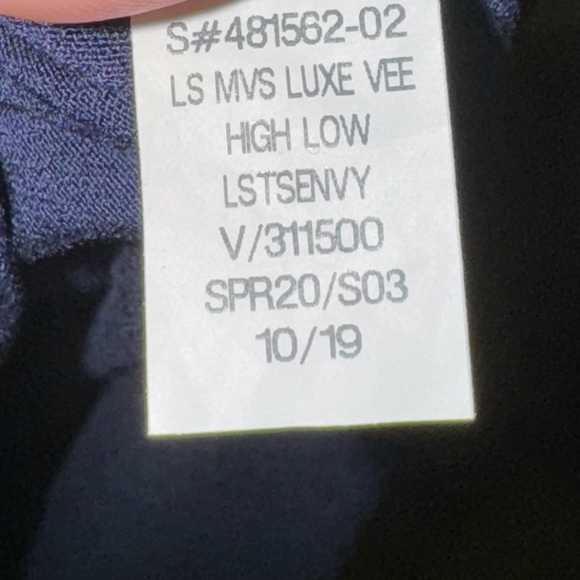 S#481562-02
LS MVS LUXE VEE
HIGH LOW
LSTSENVY
V/311500
SPR20/S03
10/19